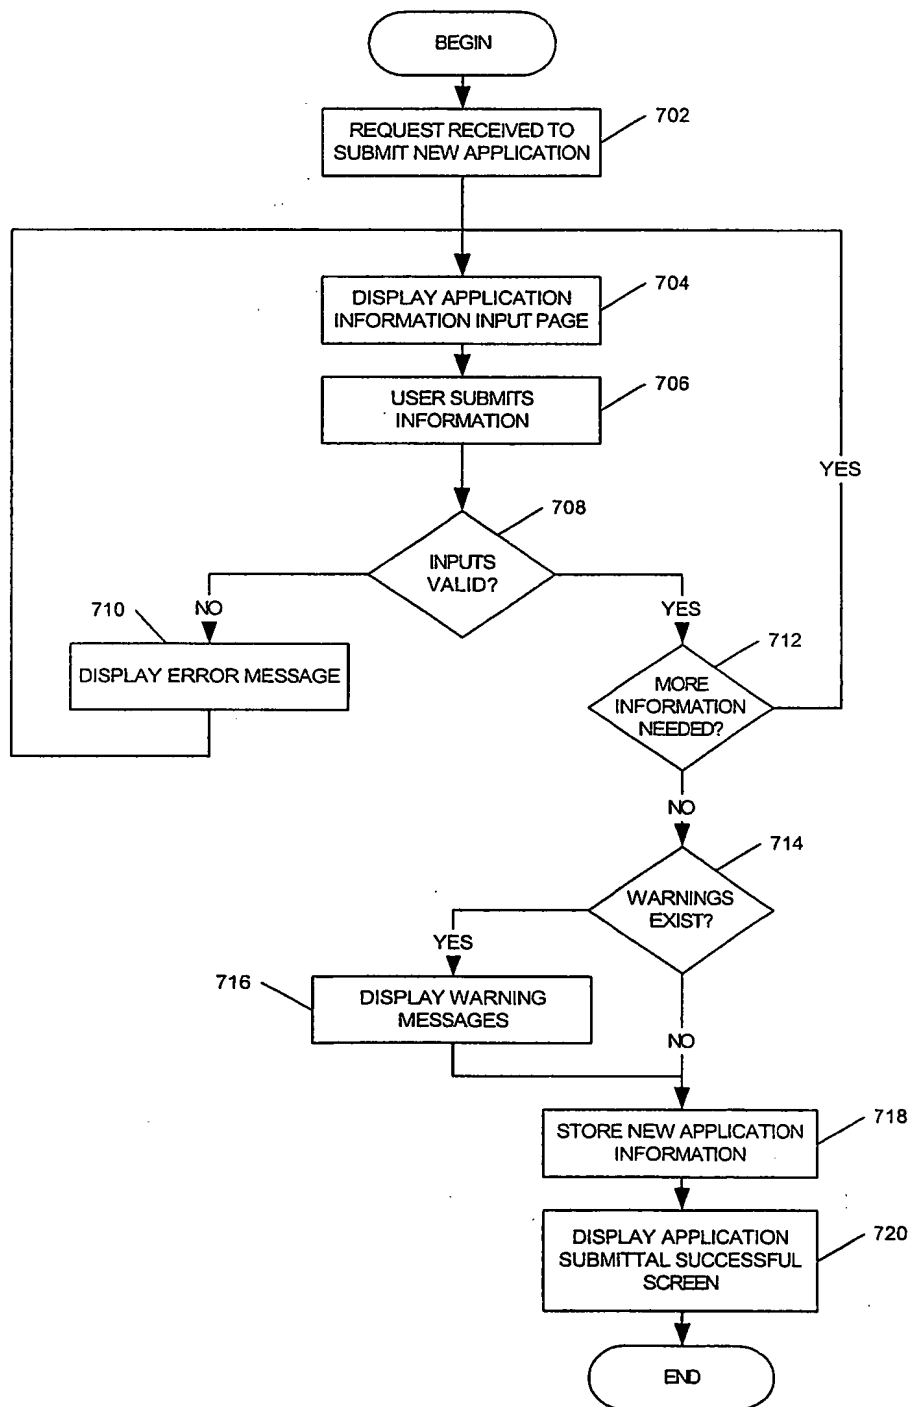 BEGIN
REQUEST RECEIVED TO
SUBMIT NEW APPLICATION
702
DISPLAY APPLICATION
INFORMATION INPUT PAGE
704
USER SUBMITS
INFORMATION
706
YES
INPUTS
VALID?
708
NO
YES
710
DISPLAY ERROR MESSAGE
712
MORE
INFORMATION
NEEDED?
NO
714
WARNINGS
EXIST?
YES
716
DISPLAY WARNING
MESSAGES
NO
STORE NEW APPLICATION
INFORMATION
718
DISPLAY APPLICATION
SUBMITTAL SUCCESSFUL
SCREEN
720
END